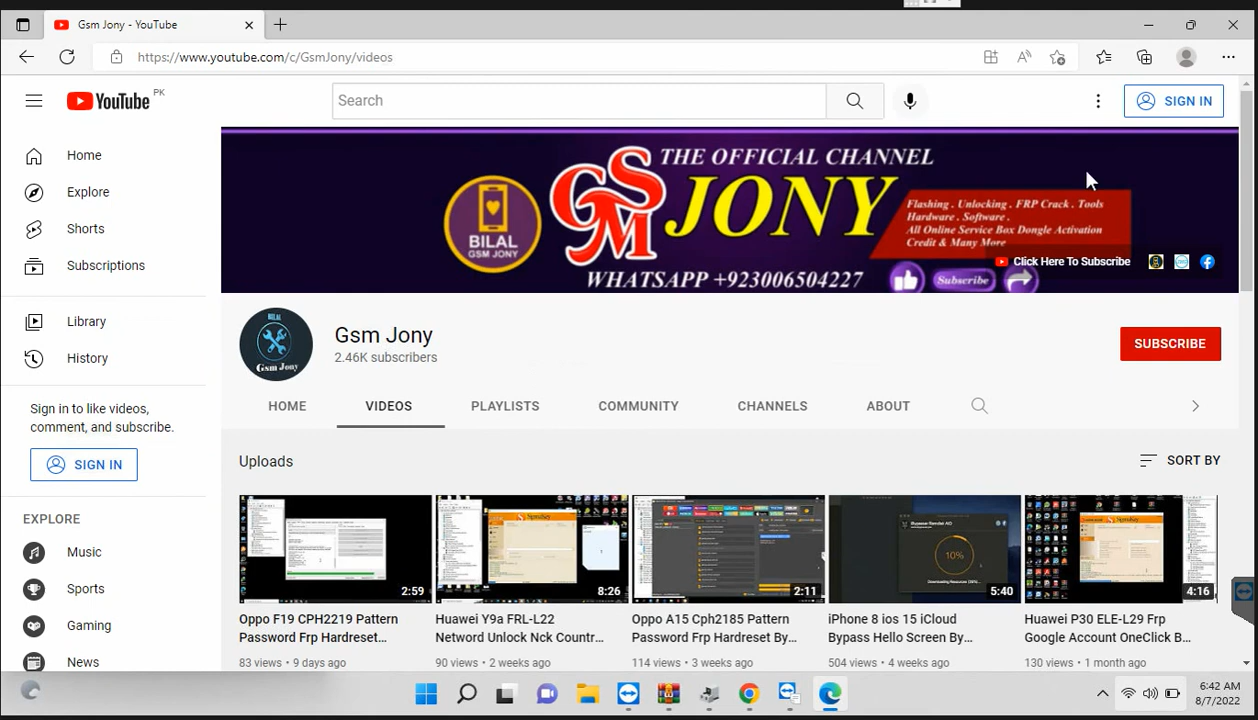 Gsm Jony - YouTube
https://www.youtube.com/c/GsmJony/videos
YouTube PK
Search
SIGN IN
Home
Explore
Shorts
Subscriptions
Library
History
Sign in to like videos,
comment, and subscribe.
SIGN IN
EXPLORE
Music
Sports
Gaming
News
THE OFFICIAL CHANNEL
GSM JONY
BILAL
GSM JONY
Flashing . Unlocking . FRP Crack . Tools
Hardware . Software .
All Online Service Box Dongle Activation
Credit & Many More
WHATSAPP +923006504227
Subscribe
Click Here To Subscribe
BILAL
Gsm Jony
Gsm Jony
2.46K subscribers
SUBSCRIBE
HOME VIDEOS PLAYLISTS COMMUNITY CHANNELS ABOUT
Uploads
SORT BY
2:59
Oppo F19 CPH2219 Pattern
Password Frp Hardreset...
83 views • 9 days ago
8:26
Huawei Y9a FRL-L22
Netword Unlock Nck Countr...
90 views • 2 weeks ago
2:11
Oppo A15 Cph2185 Pattern
Password Frp Hardreset By...
114 views • 3 weeks ago
10%
5:40
iPhone 8 ios 15 iCloud
Bypass Hello Screen By...
504 views • 4 weeks ago
4:16
Huawei P30 ELE-L29 Frp
Google Account OneClick B...
130 views • 1 month ago
6:42 AM
8/7/2022